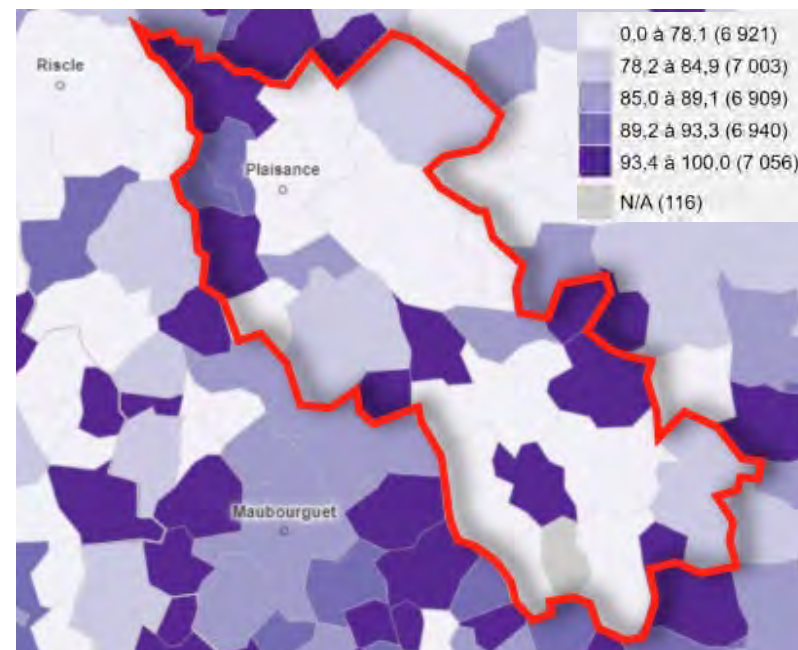 0,0 à 78.1 (6 921)
78,2 à 84,9 (7 003)
85,0 à 89,1 (6 909)
89,2 à 93,3 (6 940)
93,4 à 100,0 (7 056)
N/A (116)
Riscle
Plaisance
Maubourguet